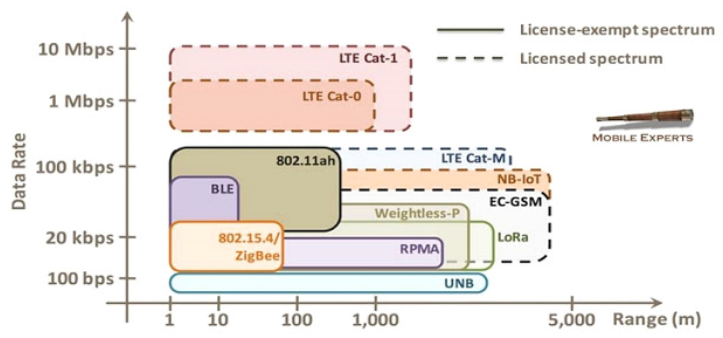 License-exempt spectrum
Licensed spectrum
10 Mbps
LTE Cat-1
LTE Cat-0
1 Mbps
MOBILE EXPERTS
Data Rate
100 kbps
802.11ah
LTE Cat-M
NB-IoT
BLE
EC-GSM
Weightless-P
20 kbps
802.15.4/
ZigBee
RPMA
LoRa
100 bps
UNB
1
10
100
1,000
5,000
Range (m)